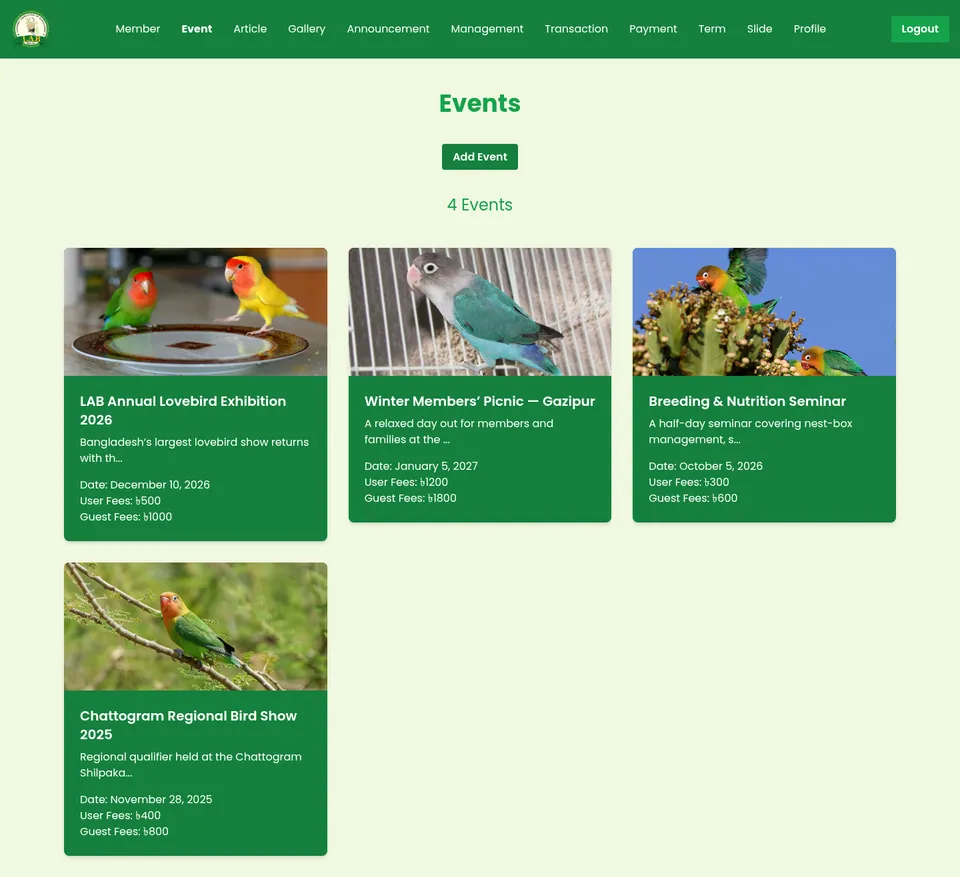 LAB
Member Event Article Gallery Announcement Management Transaction Payment Term Slide Profile Logout
Events
Add Event
4 Events
LAB Annual Lovebird Exhibition
2026
Bangladesh’s largest lovebird show returns
with th...
Date: December 10, 2026
User Fees: ৳500
Guest Fees: ৳1000
Winter Members’ Picnic — Gazipur
A relaxed day out for members and
families at the ...
Date: January 5, 2027
User Fees: ৳1200
Guest Fees: ৳1800
Breeding & Nutrition Seminar
A half-day seminar covering nest-box
management, s...
Date: October 5, 2026
User Fees: ৳300
Guest Fees: ৳600
Chattogram Regional Bird Show
2025
Regional qualifier held at the Chattogram
Shilpaka...
Date: November 28, 2025
User Fees: ৳400
Guest Fees: ৳800